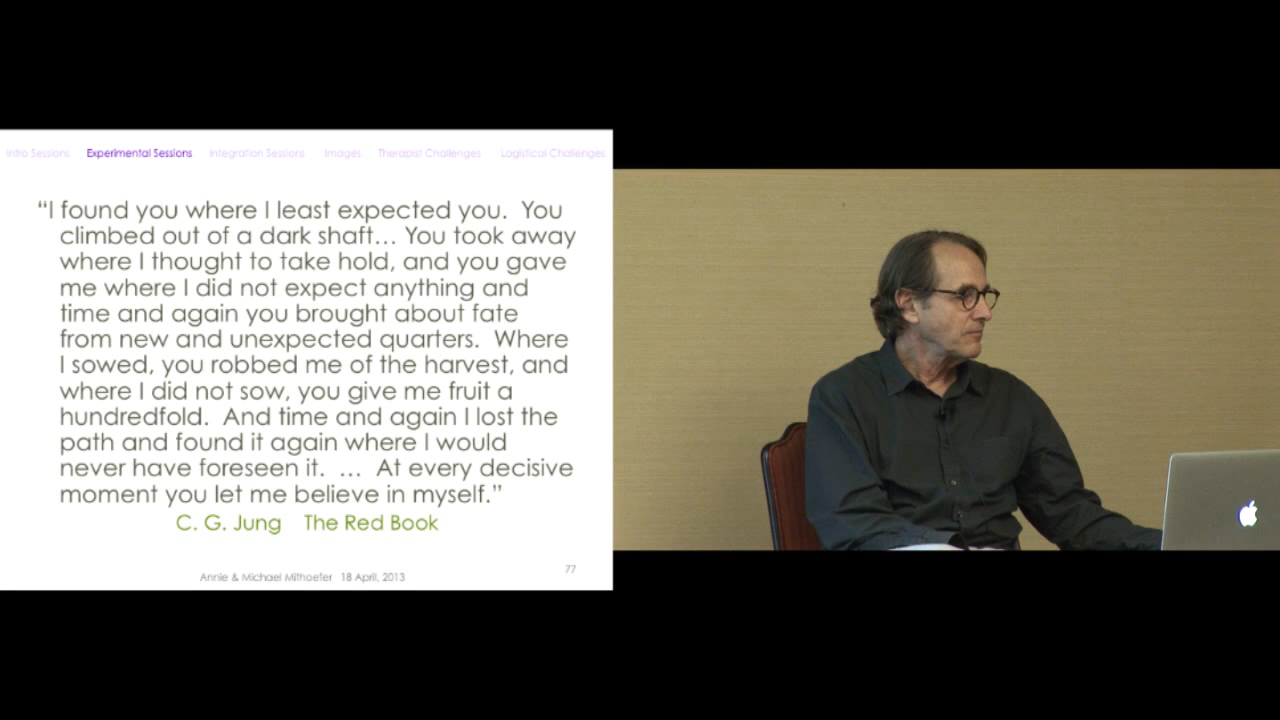 Intro Sessions Experimental Sessions Integration Sessions Images Therapist Challenges Logistical Challenges
“I found you where I least expected you. You
climbed out of a dark shaft… You took away
where I thought to take hold, and you gave
me where I did not expect anything and
time and again you brought about fate
from new and unexpected quarters. Where
I sowed, you robbed me of the harvest, and
where I did not sow, you give me fruit a
hundredfold. And time and again I lost the
path and found it again where I would
never have foreseen it. … At every decisive
moment you let me believe in myself.”
C. G. Jung The Red Book
77
Annie & Michael Mithoefer 18 April, 2013